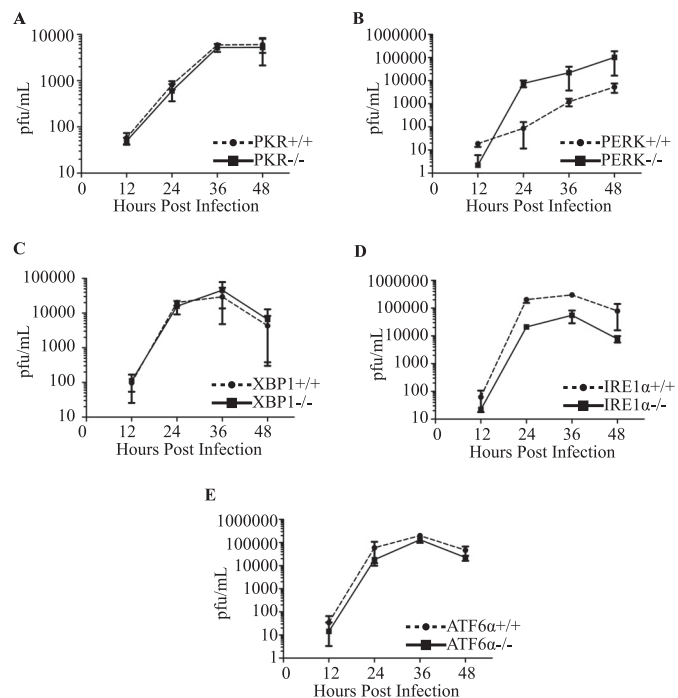 A
10000
1000
100
10
pfu/mL
PKR+/+
PKR-/-
0 12 24 36 48
Hours Post Infection
B
1000000
100000
10000
1000
100
10
1
pfu/mL
PERK+/+
PERK-/-
0 12 24 36 48
Hours Post Infection
C
100000
10000
1000
100
10
pfu/mL
XBP1+/+
XBP1-/-
0 12 24 36 48
Hours Post Infection
D
1000000
100000
10000
1000
100
10
pfu/mL
IRE1α+/+
IRE1α-/-
0 12 24 36 48
Hours Post Infection
E
1000000
100000
10000
1000
100
10
1
pfu/mL
ATF6α+/+
ATF6α-/-
0 12 24 36 48
Hours Post Infection